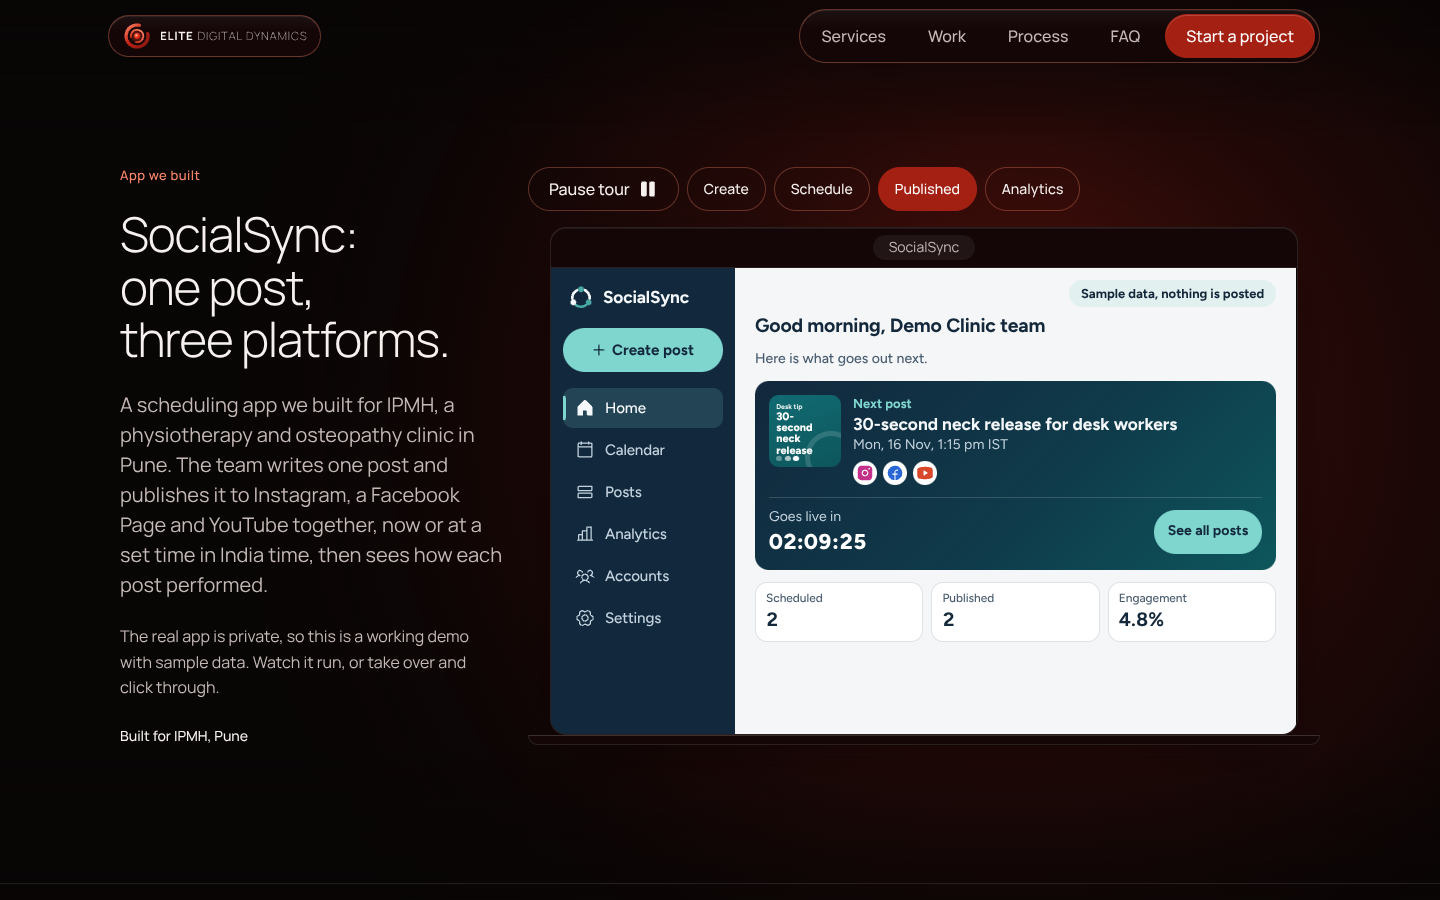 ELITE DIGITAL DYNAMICS
Services
Work
Process
FAQ
Start a project
App we built
SocialSync:
one post,
three platforms.
A scheduling app we built for IPMH, a
physiotherapy and osteopathy clinic in
Pune. The team writes one post and
publishes it to Instagram, a Facebook
Page and YouTube together, now or at a
set time in India time, then sees how each
post performed.
The real app is private, so this is a working demo
with sample data. Watch it run, or take over and
click through.
Built for IPMH, Pune
Pause tour
Create
Schedule
Published
Analytics
SocialSync
SocialSync
+ Create post
Home
Calendar
Posts
Analytics
Accounts
Settings
Sample data, nothing is posted
Good morning, Demo Clinic team
Here is what goes out next.
Desk tip
30-
second
neck
release
Next post
30-second neck release for desk workers
Mon, 16 Nov, 1:15 pm IST
Goes live in
02:09:25
See all posts
Scheduled
2
Published
2
Engagement
4.8%